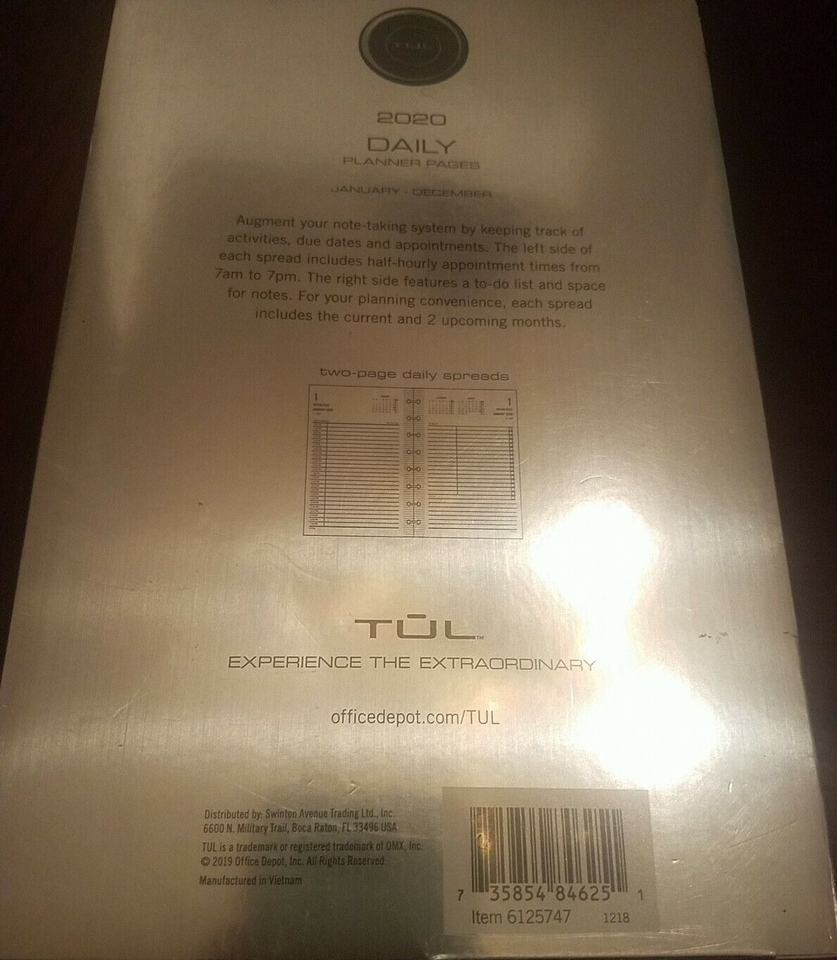 TUL
2020
DAILY
PLANNER PAGES
JANUARY - DECEMBER
Augment your note-taking system by keeping track of
activities, due dates and appointments. The left side of
each spread includes half-hourly appointment times from
7am to 7pm. The right side features a to-do list and space
for notes. For your planning convenience, each spread
includes the current and 2 upcoming months.
two-page daily spreads
1
1
TŪL™
EXPERIENCE THE EXTRAORDINARY
officedepot.com/TUL
Distributed by: Swinton Avenue Trading Ltd., Inc.
6600 N. Military Trail, Boca Raton, FL 33496 USA
TUL is a trademark or registered trademark of OMX, Inc.
© 2019 Office Depot, Inc. All Rights Reserved.
Manufactured in Vietnam
7 35854 84625 1
Item 6125747 1218